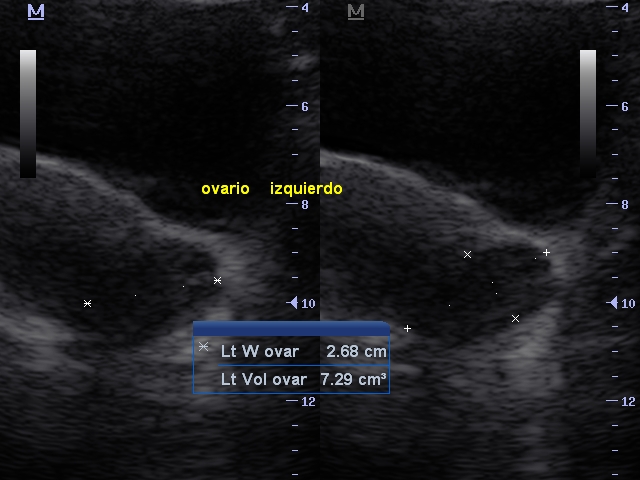 M M
4 4
6 6
8 8
ovario izquierdo
10 10
Lt W ovar 2.68 cm
Lt Vol ovar 7.29 cm³
12 12